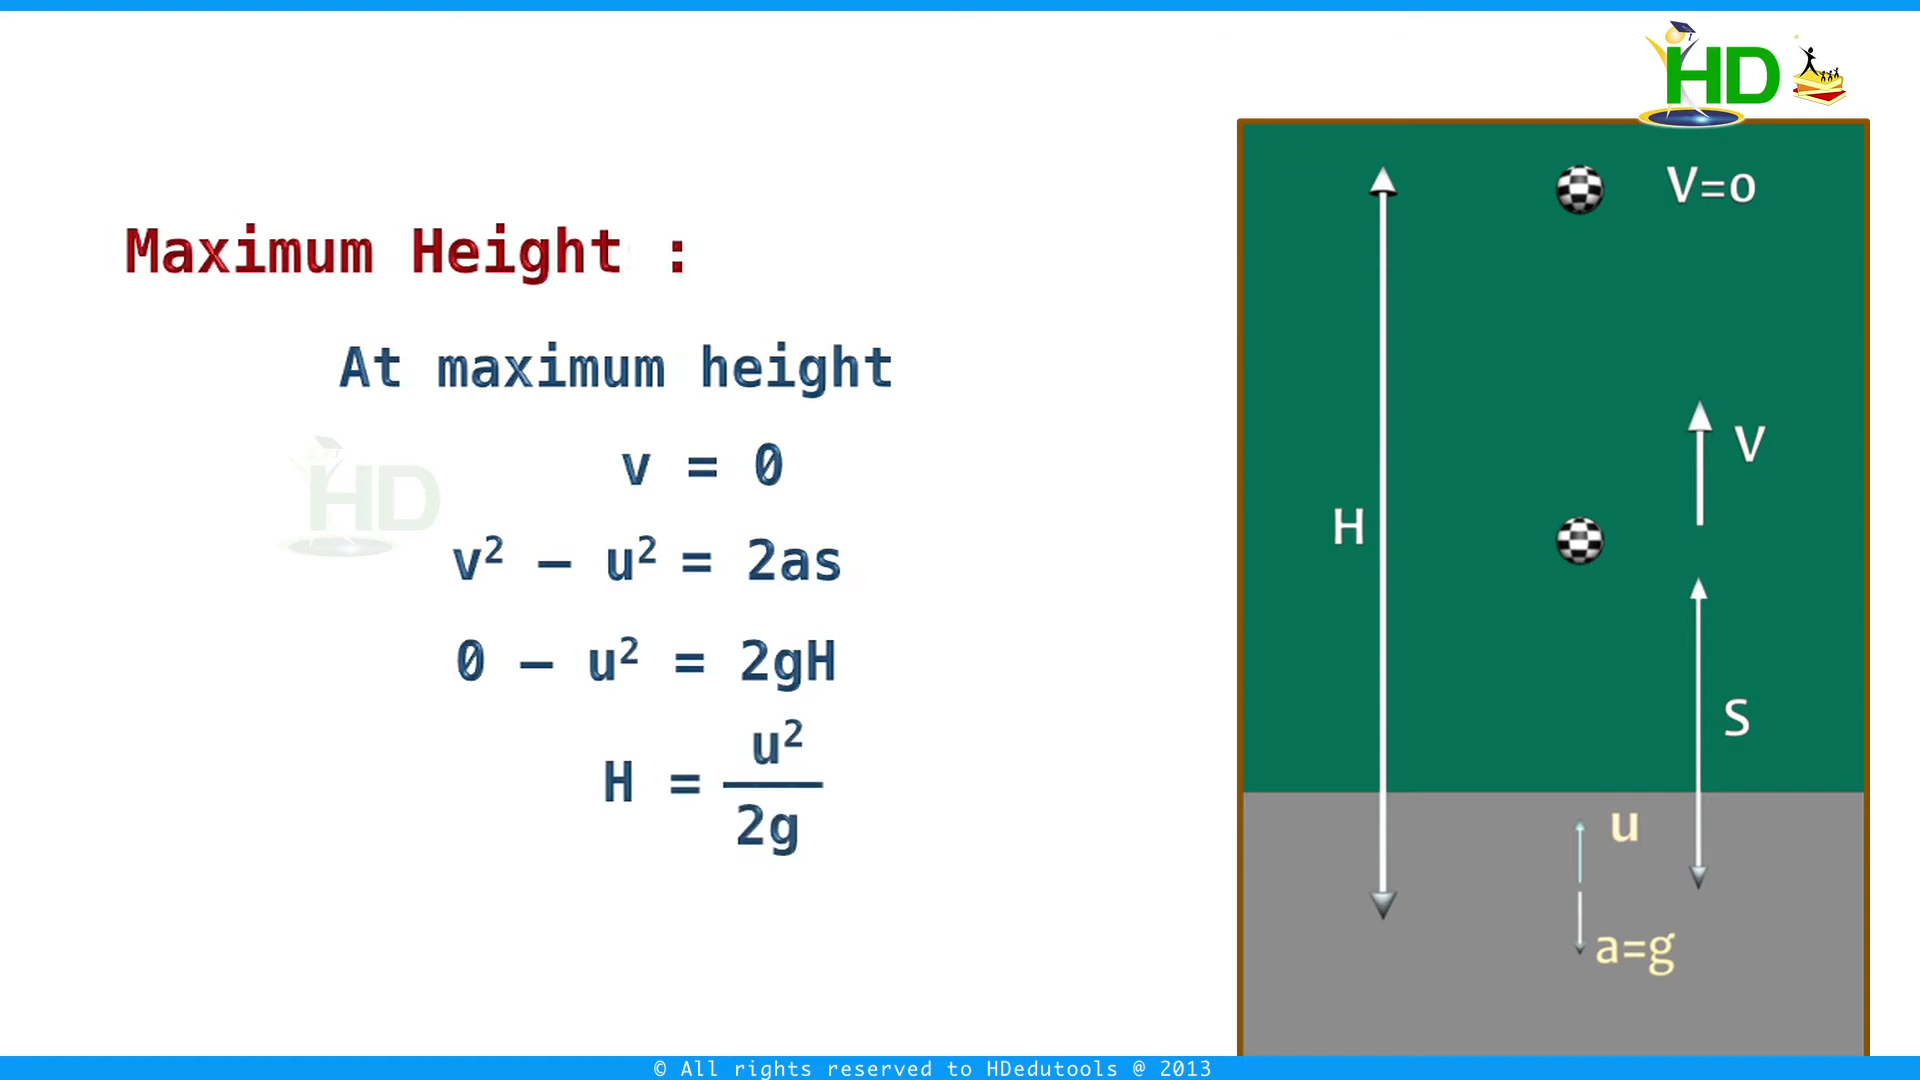 HD
Maximum Height :
At maximum height
v = 0
v² – u² = 2as
0 – u² = 2gH
H = u²
2g
V=o
V
H
S
u
a=g
HD
© All rights reserved to HDedutools @ 2013